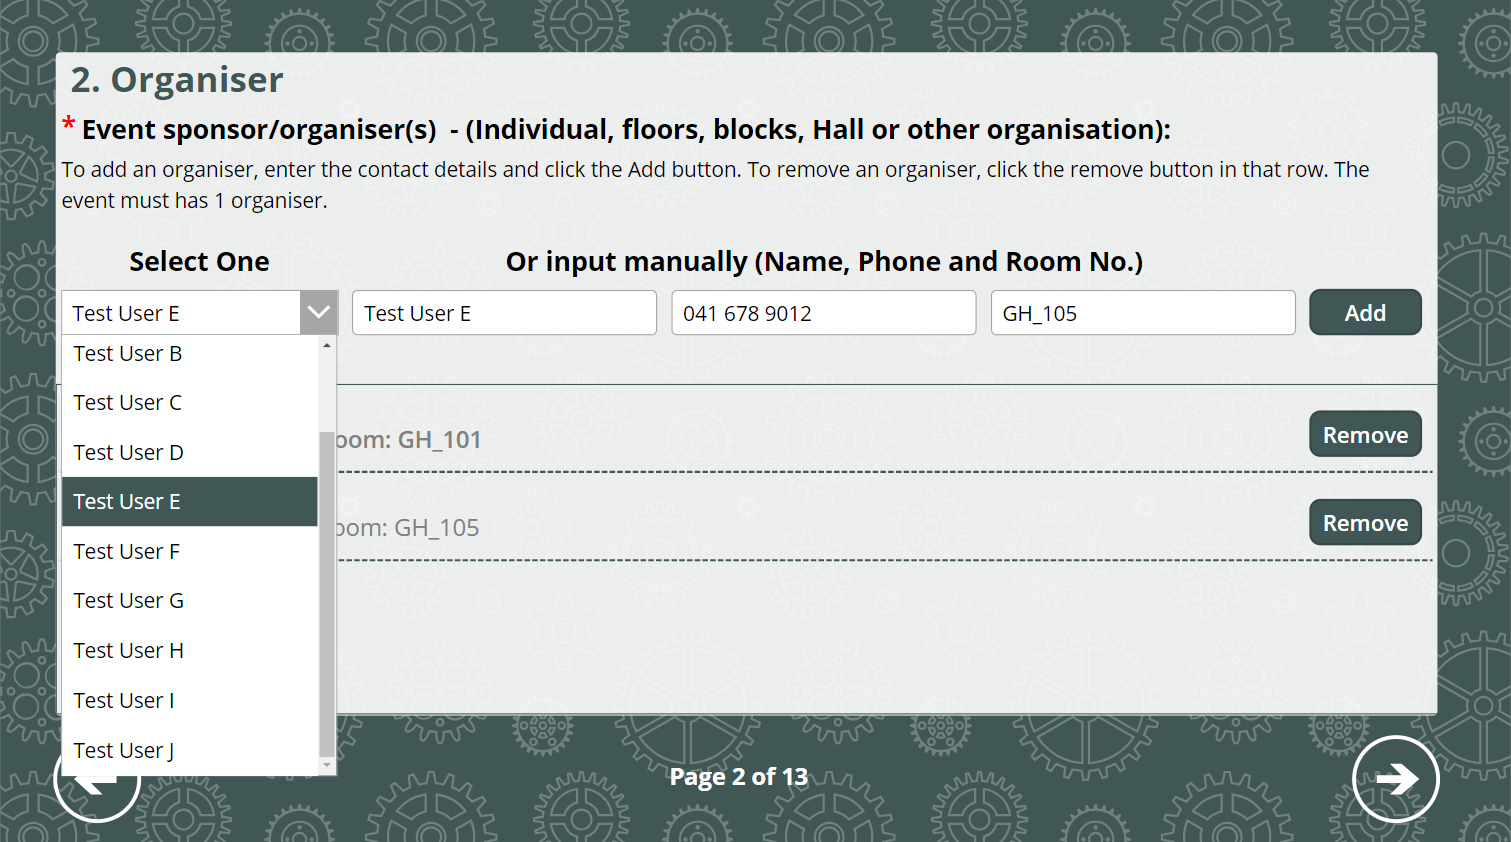 2. Organiser
* Event sponsor/organiser(s)  - (Individual, floors, blocks, Hall or other organisation):
To add an organiser, enter the contact details and click the Add button. To remove an organiser, click the remove button in that row. The
event must has 1 organiser.
Select One
Or input manually (Name, Phone and Room No.)
Test User E
Test User E
041 678 9012
GH_105
Add
Test User B
Test User C
Test User D
Test User E
Test User F
Test User G
Test User H
Test User I
Test User J
oom: GH_101
Remove
oom: GH_105
Remove
Page 2 of 13